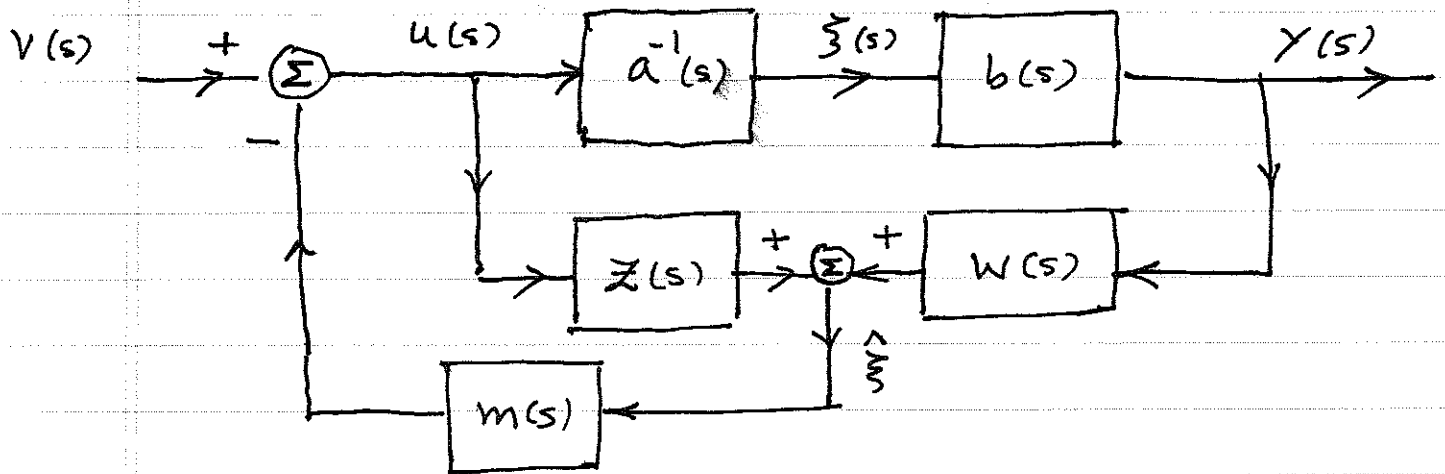 V(s) + Σ u(s) a⁻¹(s) ξ(s) b(s) Y(s)
−
Z(s) + Σ + W(s)
ξ̂
m(s)